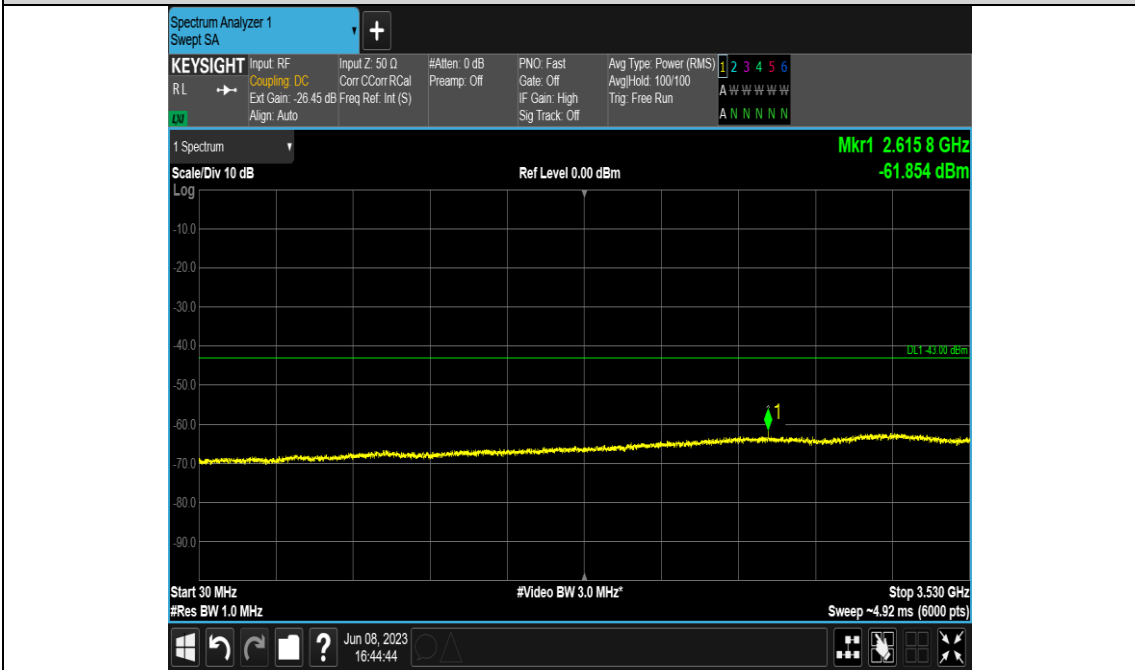 Spectrum Analyzer 1
Swept SA
+
KEYSIGHT
RL
LXI
Input: RF
Coupling: DC
Ext Gain: -26.45 dB
Align: Auto
Input Z: 50 Ω
Corr CCorr RCal
Freq Ref: Int (S)
#Atten: 0 dB
Preamp: Off
PNO: Fast
Gate: Off
IF Gain: High
Sig Track: Off
Avg Type: Power (RMS)
Avg|Hold: 100/100
Trig: Free Run
1 2 3 4 5 6
A W W W W W
A N N N N N
1 Spectrum
Mkr1 2.615 8 GHz
-61.854 dBm
Scale/Div 10 dB
Ref Level 0.00 dBm
Log
-10.0
-20.0
-30.0
-40.0
DL1 -43.00 dBm
-50.0
1
-60.0
-70.0
-80.0
-90.0
Start 30 MHz
#Video BW 3.0 MHz*
Stop 3.530 GHz
#Res BW 1.0 MHz
Sweep ~4.92 ms (6000 pts)
?
Jun 08, 2023
16:44:44